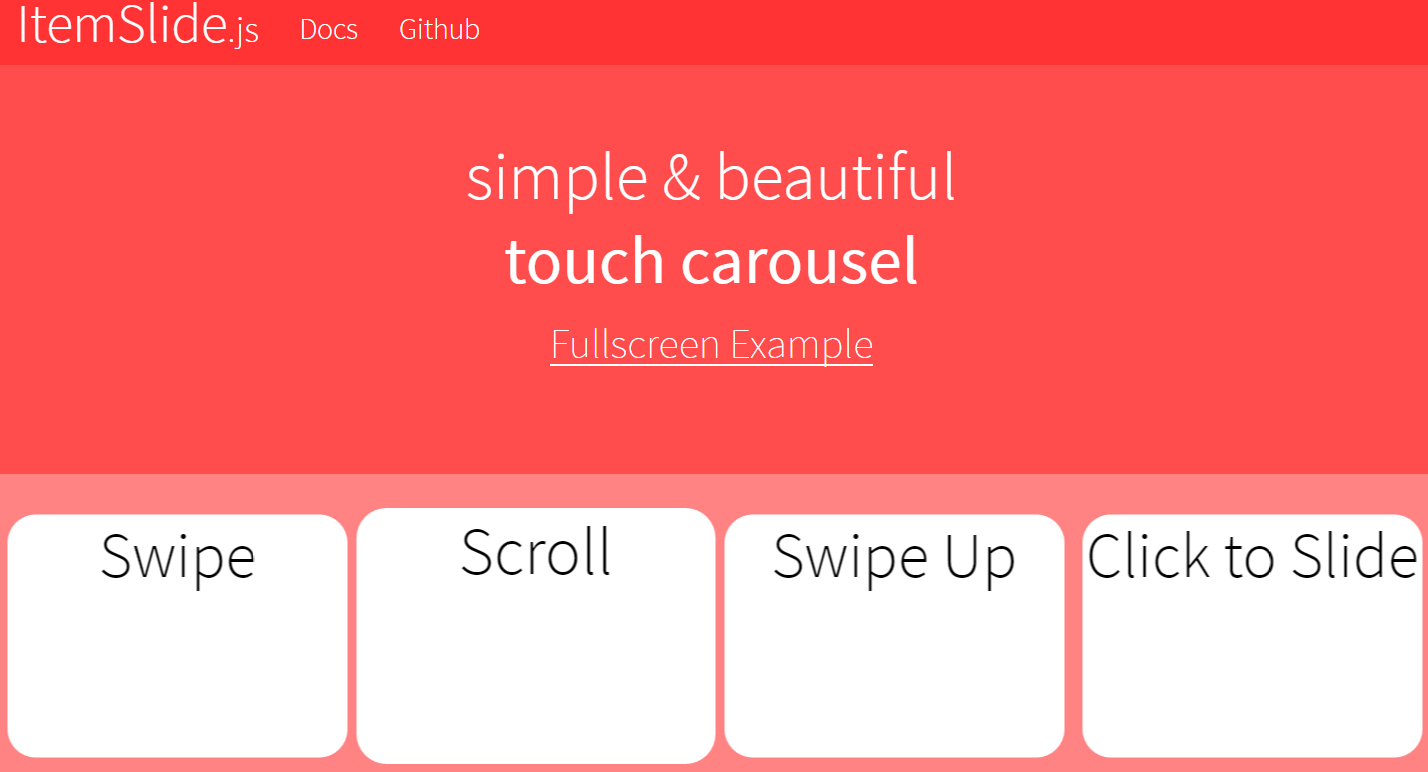 ItemSlide.js Docs Github
simple & beautiful
touch carousel
Fullscreen Example
Swipe Scroll Swipe Up Click to Slide